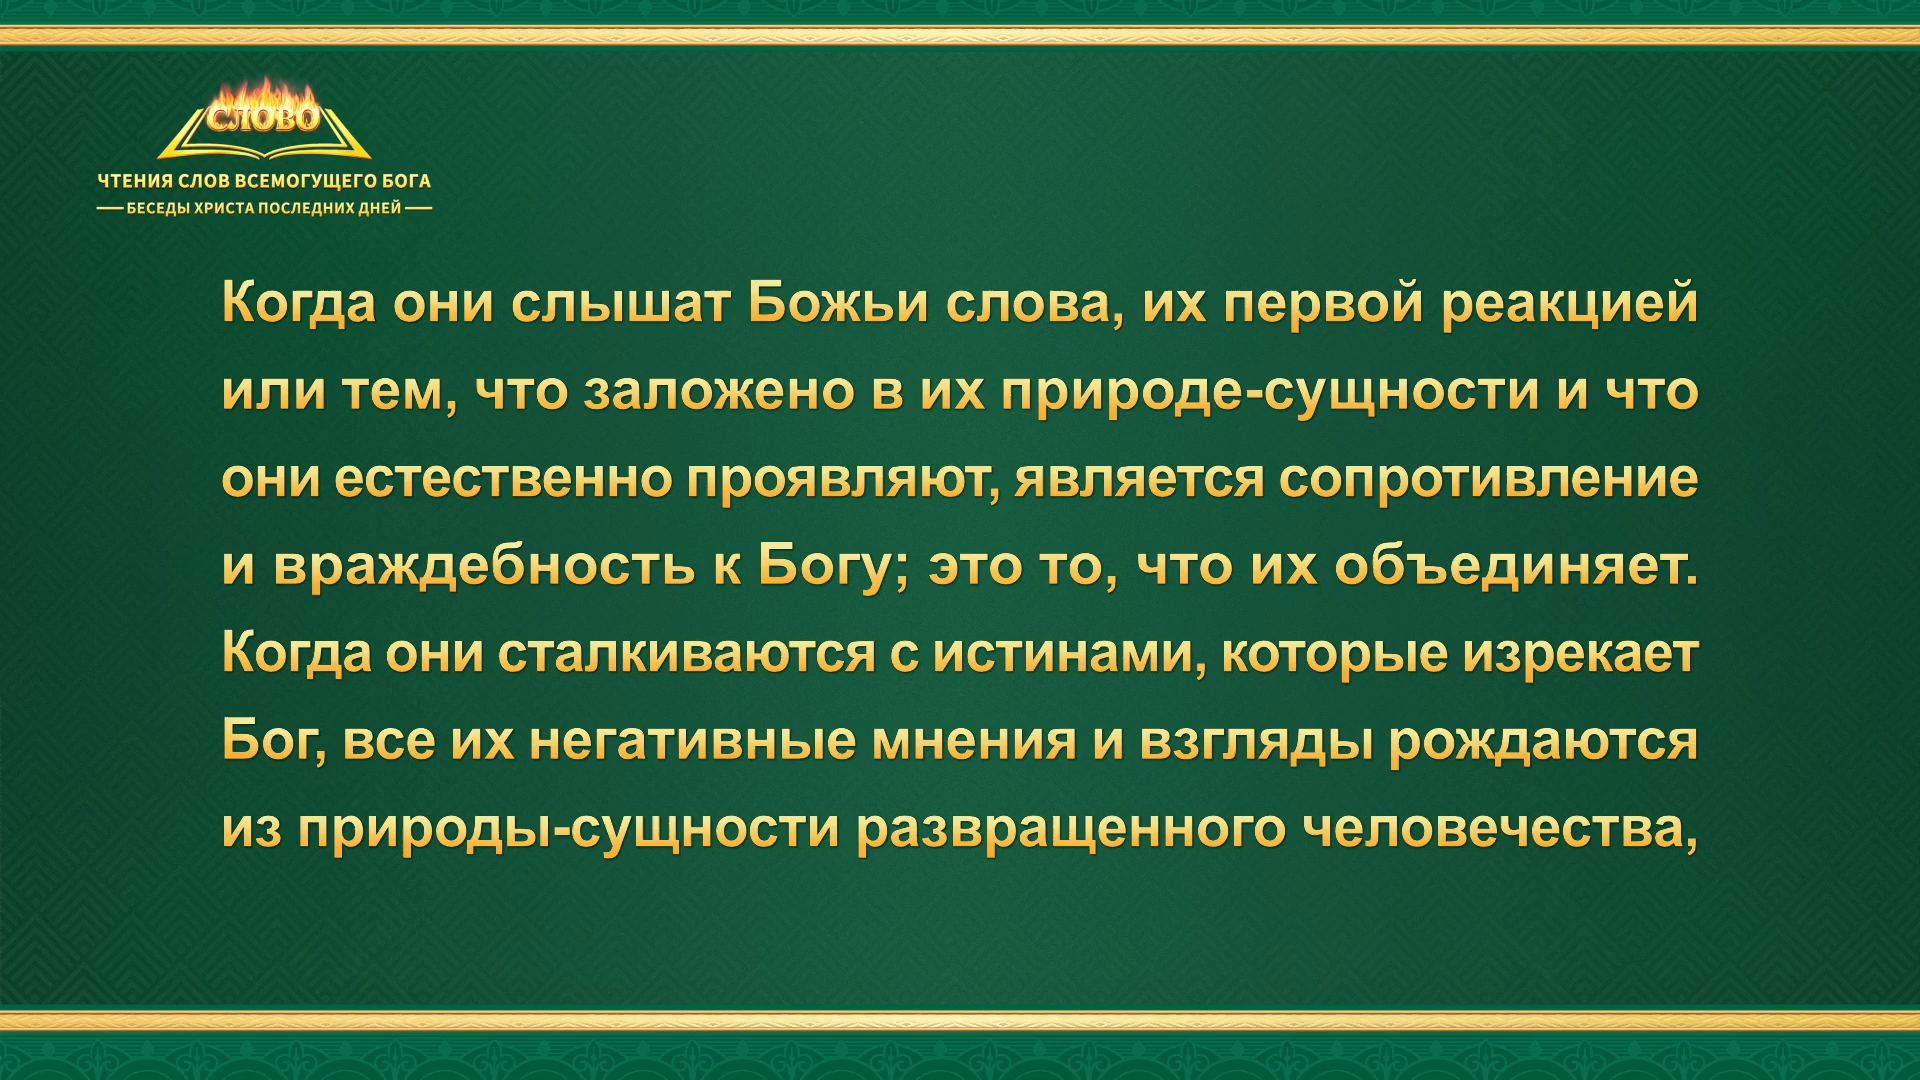 СЛОВО
ЧТЕНИЯ СЛОВ ВСЕМОГУЩЕГО БОГА
БЕСЕДЫ ХРИСТА ПОСЛЕДНИХ ДНЕЙ
Когда они слышат Божьи слова, их первой реакцией
или тем, что заложено в их природе-сущности и что
они естественно проявляют, является сопротивление
и враждебность к Богу; это то, что их объединяет.
Когда они сталкиваются с истинами, которые изрекает
Бог, все их негативные мнения и взгляды рождаются
из природы-сущности развращенного человечества,